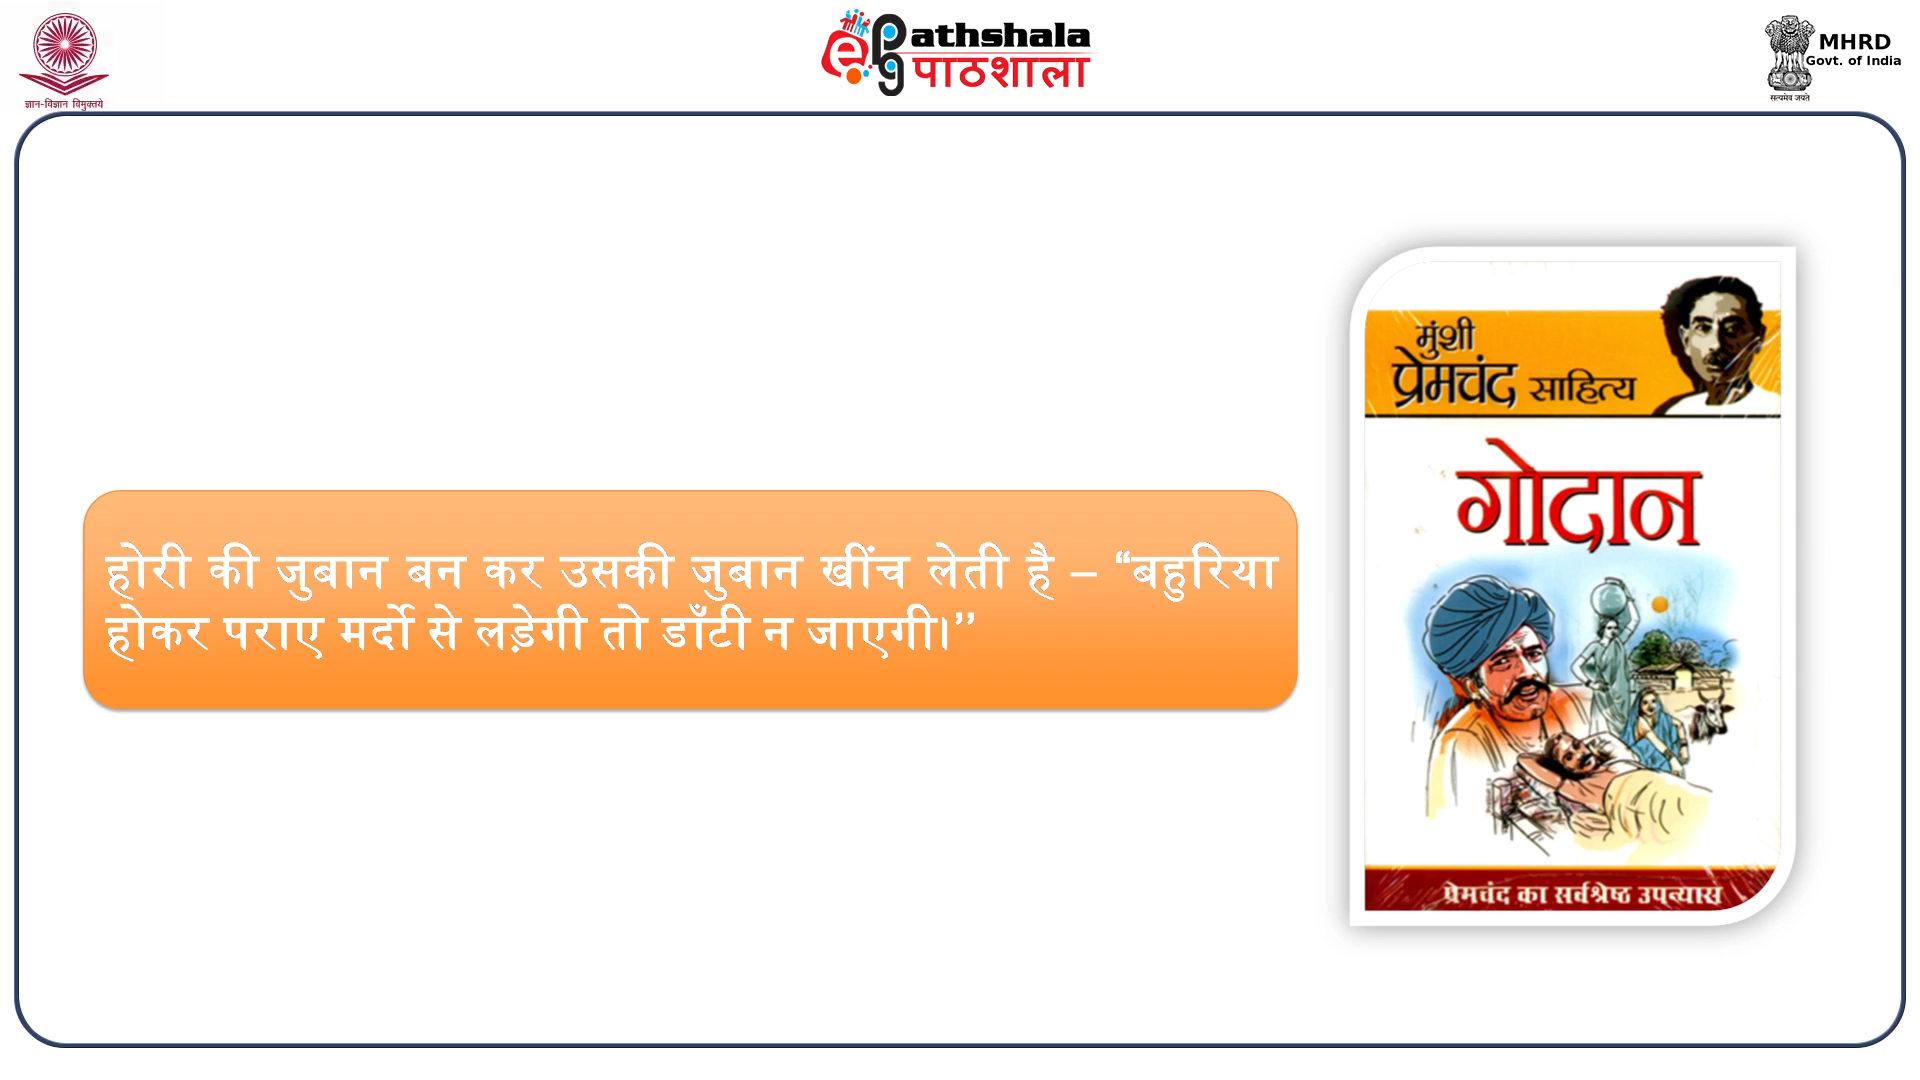 ज्ञान-विज्ञान विमुक्तये
ePathshala
पाठशाला
MHRD
Govt. of India
सत्यमेव जयते
होरी की जुबान बन कर उसकी जुबान खींच लेती है – “बहुरिया
होकर पराए मर्दो से लड़ेगी तो डाँटी न जाएगी।’’
मुंशी
प्रेमचंद साहित्य
गोदान
प्रेमचंद का सर्वश्रेष्ठ उपन्यास